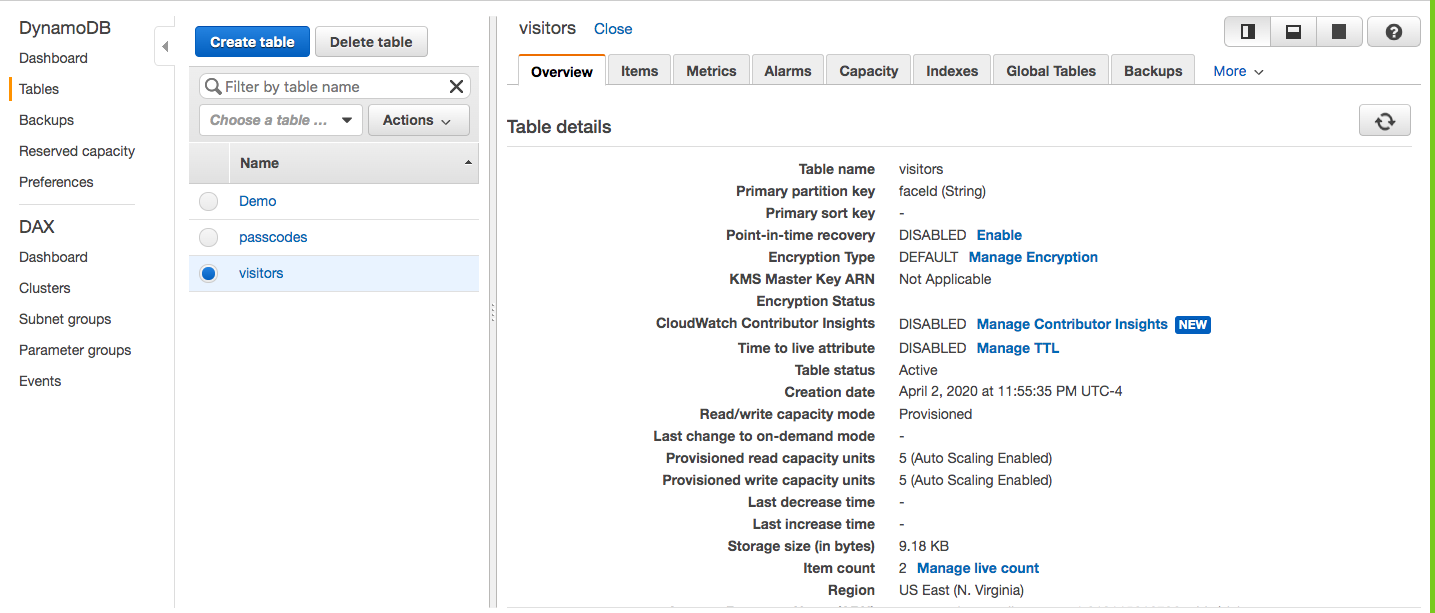 DynamoDB
Dashboard
Tables
Backups
Reserved capacity
Preferences
DAX
Dashboard
Clusters
Subnet groups
Parameter groups
Events
Create table
Delete table
Filter by table name
Choose a table ...
Actions
Name
Demo
passcodes
visitors
visitors Close
Overview Items Metrics Alarms Capacity Indexes Global Tables Backups More
Table details
Table name visitors
Primary partition key faceId (String)
Primary sort key -
Point-in-time recovery DISABLED Enable
Encryption Type DEFAULT Manage Encryption
KMS Master Key ARN Not Applicable
Encryption Status
CloudWatch Contributor Insights DISABLED Manage Contributor Insights NEW
Time to live attribute DISABLED Manage TTL
Table status Active
Creation date April 2, 2020 at 11:55:35 PM UTC-4
Read/write capacity mode Provisioned
Last change to on-demand mode -
Provisioned read capacity units 5 (Auto Scaling Enabled)
Provisioned write capacity units 5 (Auto Scaling Enabled)
Last decrease time -
Last increase time -
Storage size (in bytes) 9.18 KB
Item count 2 Manage live count
Region US East (N. Virginia)